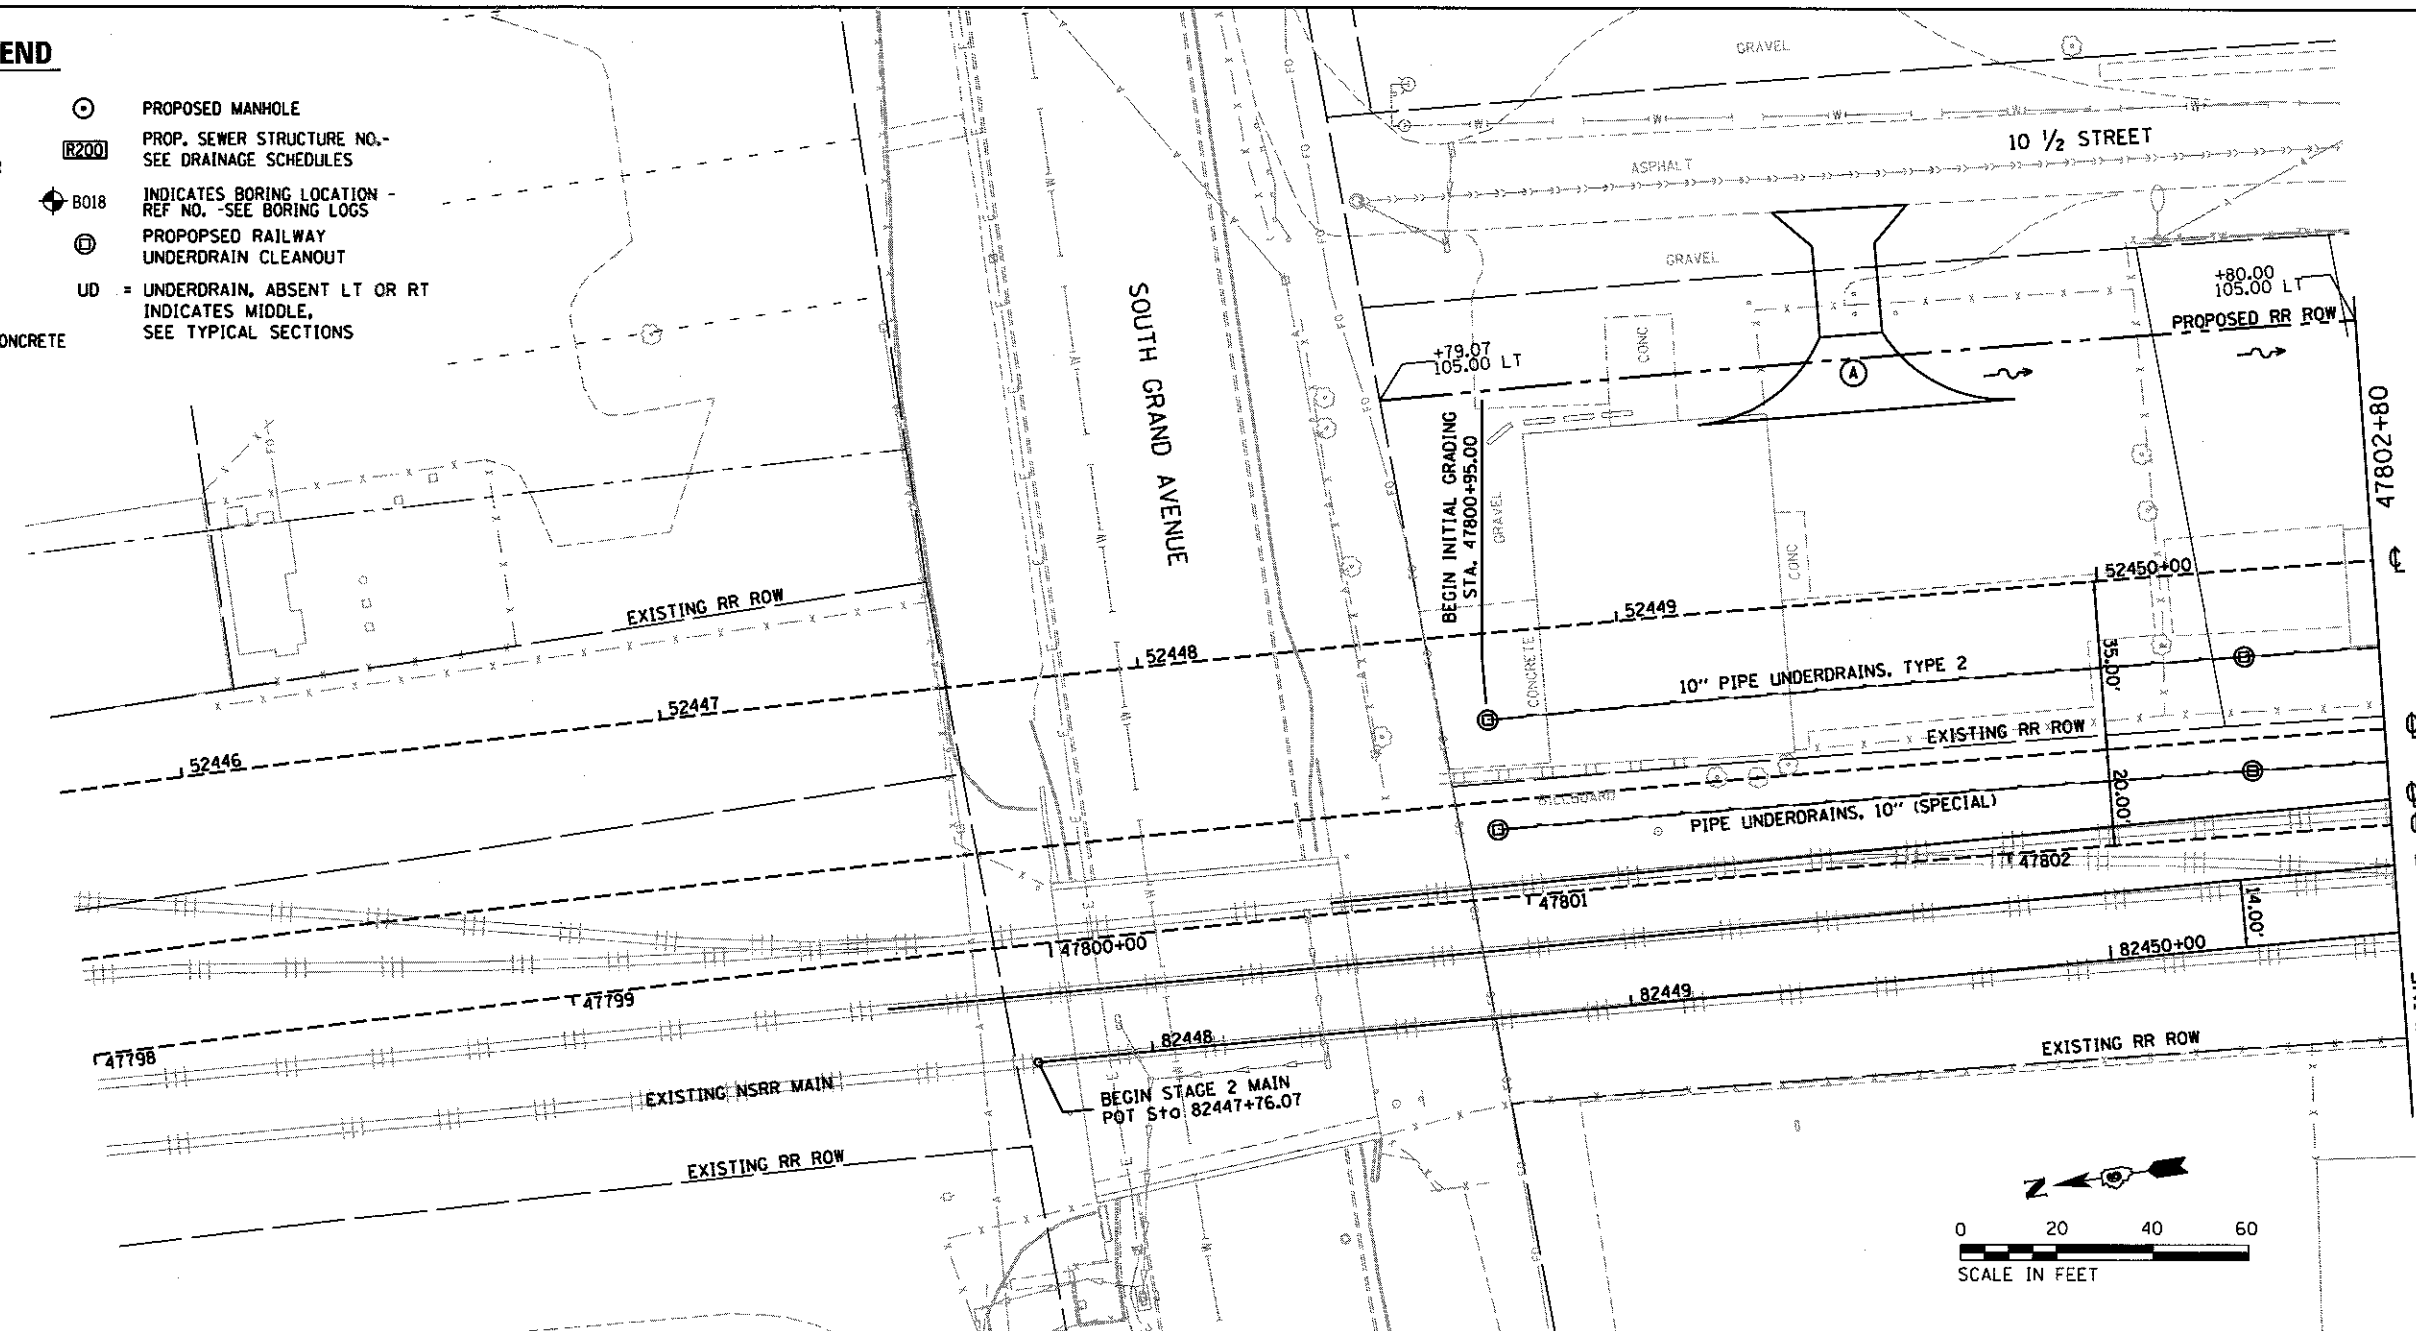 END
PROPOSED MANHOLE
R200
PROP. SEWER STRUCTURE NO.-
SEE DRAINAGE SCHEDULES
B018
INDICATES BORING LOCATION -
REF NO. -SEE BORING LOGS
PROPOPSED RAILWAY
UNDERDRAIN CLEANOUT
UD = UNDERDRAIN, ABSENT LT OR RT
INDICATES MIDDLE,
SEE TYPICAL SECTIONS
ONCRETE
GRAVEL
10 ½ STREET
ASPHALT
GRAVEL
+80.00
105.00 LT
PROPOSED RR ROW
+79.07
105.00 LT
CONC
A
SOUTH GRAND AVENUE
BEGIN INITIAL GRADING
STA. 47800+95.00
GRAVEL
CONCRETE
CONC
47802+80
EXISTING RR ROW
52446
52447
52448
52449
52450+00
10" PIPE UNDERDRAINS, TYPE 2
35.00'
EXISTING RR ROW
BILLBOARD
PIPE UNDERDRAINS, 10" (SPECIAL)
20.00'
47798
47799
47800+00
47801
47802
14.00'
82448
82449
82450+00
EXISTING NSRR MAIN
BEGIN STAGE 2 MAIN
POT Sta 82447+76.07
EXISTING RR ROW
EXISTING RR ROW
Z
0 20 40 60
SCALE IN FEET